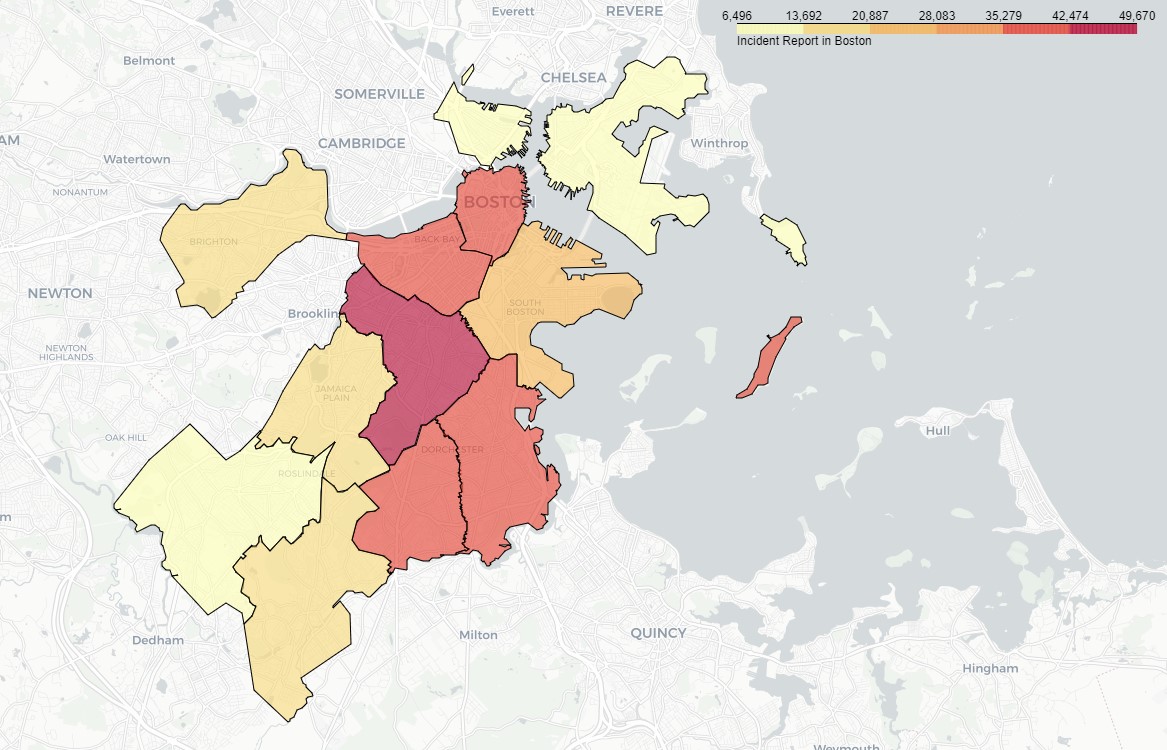 Everett
REVERE
6,496 13,692 20,887 28,083 35,279 42,474 49,670
Incident Report in Boston
Belmont
CHELSEA
SOMERVILLE
AM
CAMBRIDGE
Winthrop
Watertown
NONANTUM
BOSTON
BRIGHTON
BACK BAY
NEWTON
SOUTH
BOSTON
Brooklin
NEWTON
HIGHLANDS
JAMAICA
PLAIN
Hull
OAK HILL
DORCHESTER
ROSLINDALE
m
Dedham
Milton
QUINCY
Hingham
Weymouth